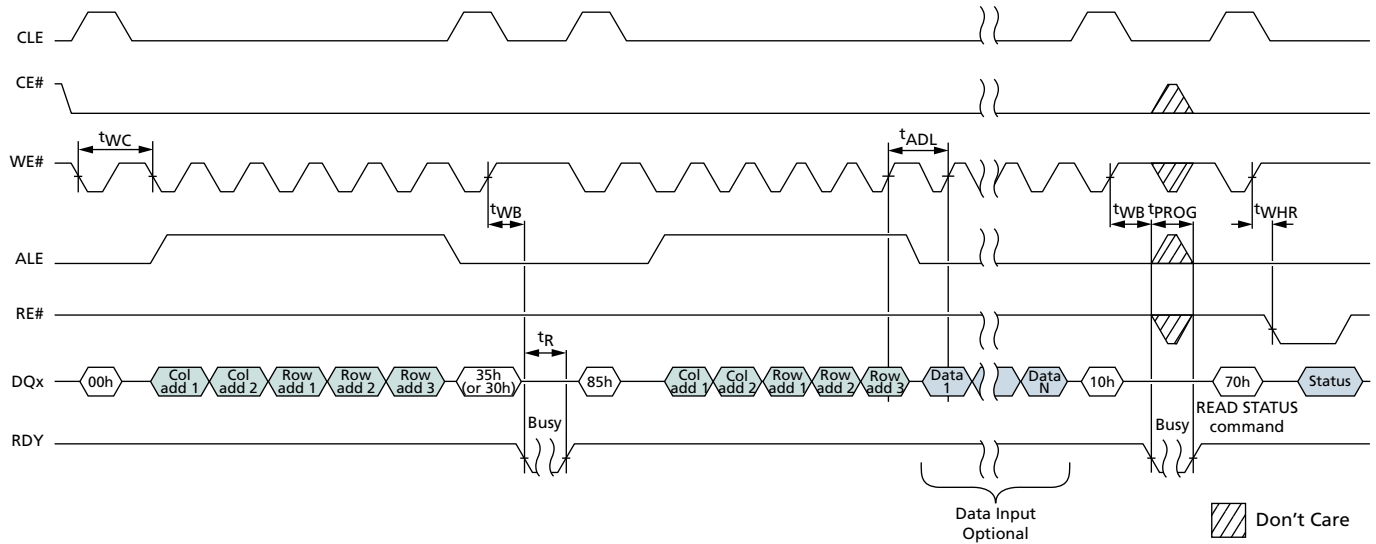 CLE
CE#
tWC
tADL
WE#
tWB
tWB
tPROG
tWHR
ALE
RE#
tR
DQx
00h
Col add 1
Col add 2
Row add 1
Row add 2
Row add 3
35h (or 30h)
85h
Col add 1
Col add 2
Row add 1
Row add 2
Row add 3
Data 1
Data N
10h
70h
Status
READ STATUS
command
RDY
Busy
Busy
Data Input
Optional
Don't Care